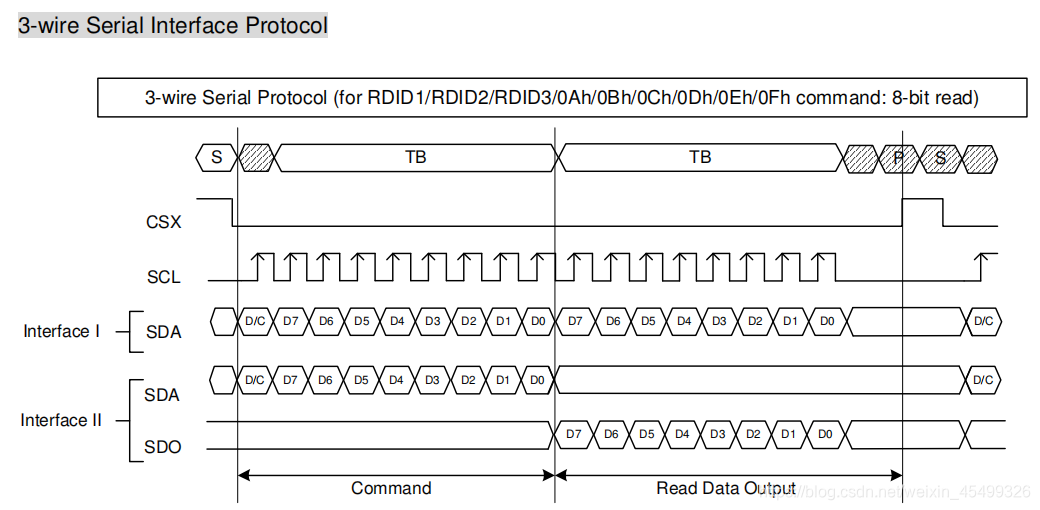 3-wire Serial Interface Protocol
3-wire Serial Protocol (for RDID1/RDID2/RDID3/0Ah/0Bh/0Ch/0Dh/0Eh/0Fh command: 8-bit read)
S TB TB P S
CSX
SCL
Interface I SDA D/C D7 D6 D5 D4 D3 D2 D1 D0 D7 D6 D5 D4 D3 D2 D1 D0 D/C
SDA D/C D7 D6 D5 D4 D3 D2 D1 D0 D/C
Interface II
SDO D7 D6 D5 D4 D3 D2 D1 D0
Command Read Data Output
https://blog.csdn.net/weixin_45499326